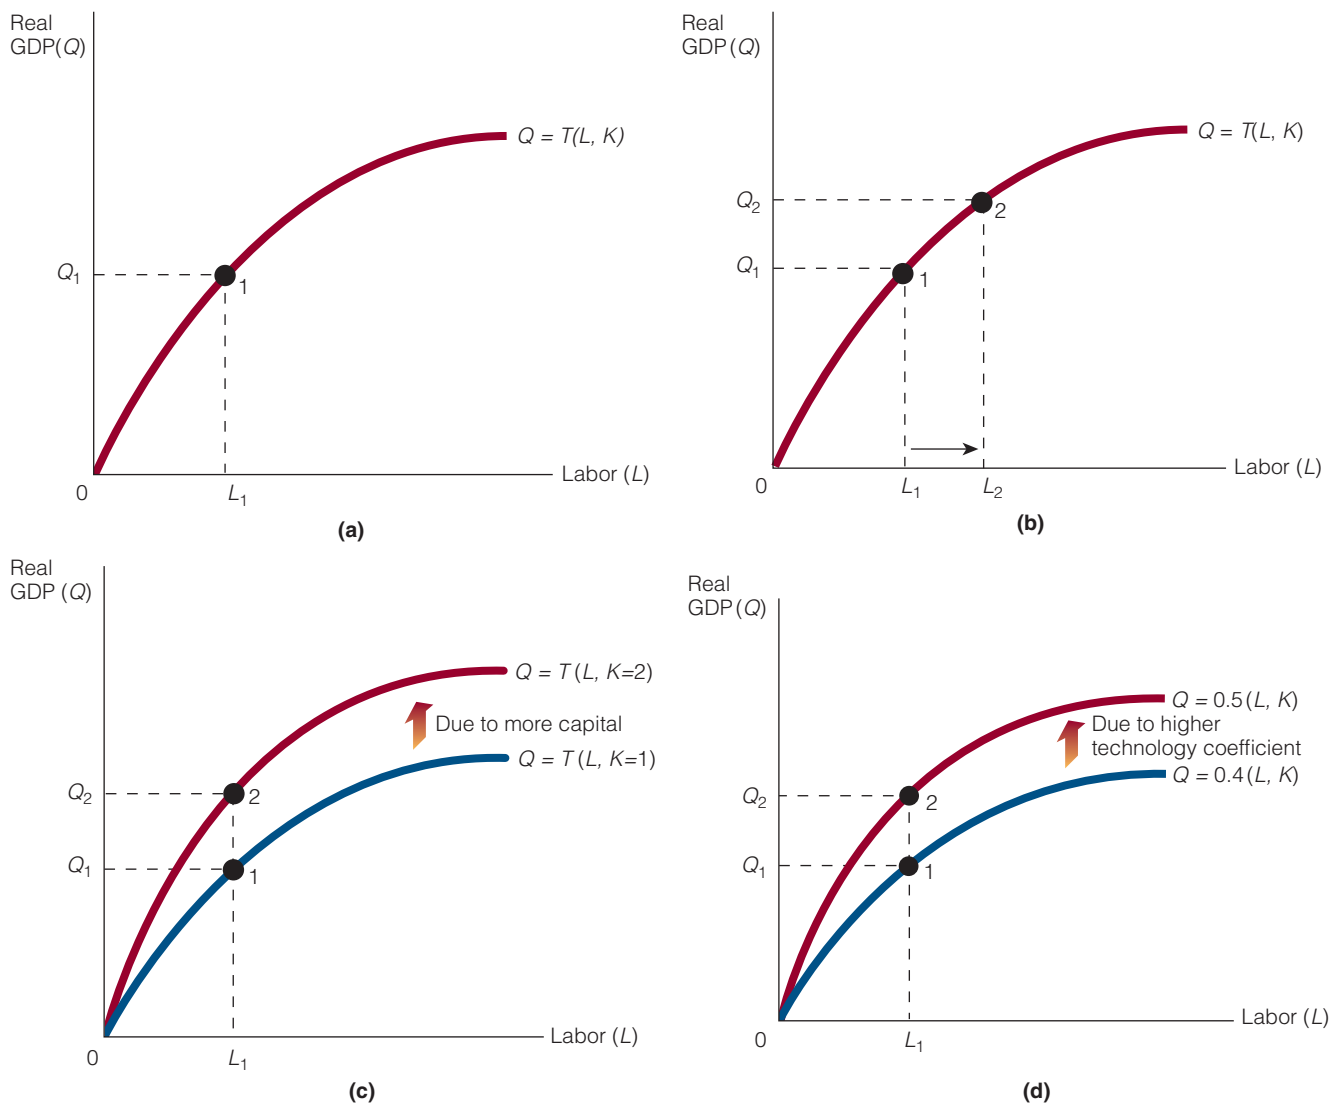 Real
GDP(Q)
Q = T(L, K)
Q1
1
0
L1
Labor (L)
(a)
Real
GDP(Q)
Q = T(L, K)
Q2
2
Q1
1
0
L1
L2
Labor (L)
(b)
Real
GDP (Q)
Q = T (L, K=2)
Due to more capital
Q = T (L, K=1)
Q2
2
Q1
1
0
L1
Labor (L)
(c)
Real
GDP(Q)
Q = 0.5(L, K)
Due to higher
technology coefficient
Q = 0.4(L, K)
Q2
2
Q1
1
0
L1
Labor (L)
(d)